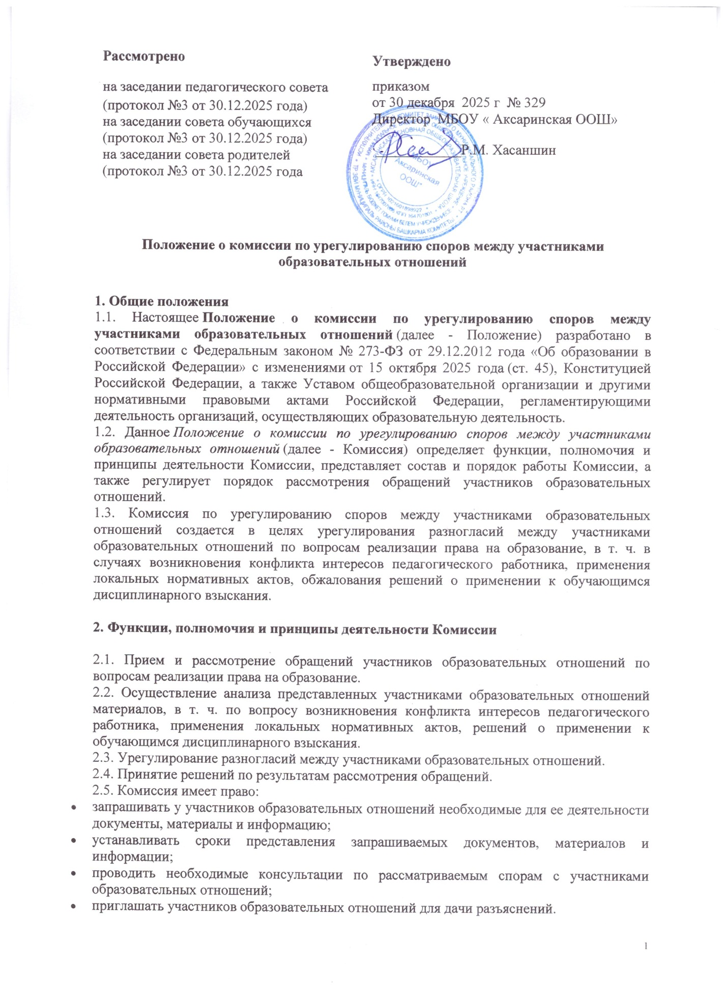 Рассмотрено
на заседании педагогического совета
(протокол №3 от 30.12.2025 года)
на заседании совета обучающихся
(протокол №3 от 30.12.2025 года)
на заседании совета родителей
(протокол №3 от 30.12.2025 года
Утверждено
приказом
от 30 декабря 2025 г № 329
Директор МБОУ « Аксаринская ООШ»
Р.М. Хасаншин
"МБОУ
Аксаринская
ООШ"
Положение о комиссии по урегулированию споров между участниками
образовательных отношений
1. Общие положения
1.1. Настоящее Положение о комиссии по урегулированию споров между
участниками образовательных отношений (далее - Положение) разработано в
соответствии с Федеральным законом № 273-ФЗ от 29.12.2012 года «Об образовании в
Российской Федерации» с изменениями от 15 октября 2025 года (ст. 45), Конституцией
Российской Федерации, а также Уставом общеобразовательной организации и другими
нормативными правовыми актами Российской Федерации, регламентирующими
деятельность организаций, осуществляющих образовательную деятельность.
1.2. Данное Положение о комиссии по урегулированию споров между участниками
образовательных отношений (далее - Комиссия) определяет функции, полномочия и
принципы деятельности Комиссии, представляет состав и порядок работы Комиссии, а
также регулирует порядок рассмотрения обращений участников образовательных
отношений.
1.3. Комиссия по урегулированию споров между участниками образовательных
отношений создается в целях урегулирования разногласий между участниками
образовательных отношений по вопросам реализации права на образование, в т. ч. в
случаях возникновения конфликта интересов педагогического работника, применения
локальных нормативных актов, обжалования решений о применении к обучающимся
дисциплинарного взыскания.
2. Функции, полномочия и принципы деятельности Комиссии
2.1. Прием и рассмотрение обращений участников образовательных отношений по
вопросам реализации права на образование.
2.2. Осуществление анализа представленных участниками образовательных отношений
материалов, в т. ч. по вопросу возникновения конфликта интересов педагогического
работника, применения локальных нормативных актов, решений о применении к
обучающимся дисциплинарного взыскания.
2.3. Урегулирование разногласий между участниками образовательных отношений.
2.4. Принятие решений по результатам рассмотрения обращений.
2.5. Комиссия имеет право:
• запрашивать у участников образовательных отношений необходимые для ее деятельности
документы, материалы и информацию;
• устанавливать сроки представления запрашиваемых документов, материалов и
информации;
• проводить необходимые консультации по рассматриваемым спорам с участниками
образовательных отношений;
• приглашать участников образовательных отношений для дачи разъяснений.
1